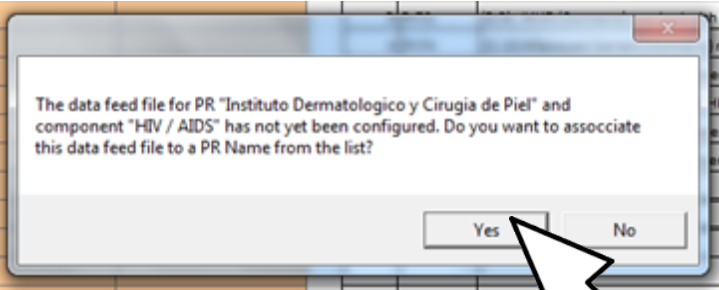 The data feed file for PR "Instituto Dermatologico y Cirugia de Piel" and
component "HIV / AIDS" has not yet been configured. Do you want to assocciate
this data feed file to a PR Name from the list?
Yes
No